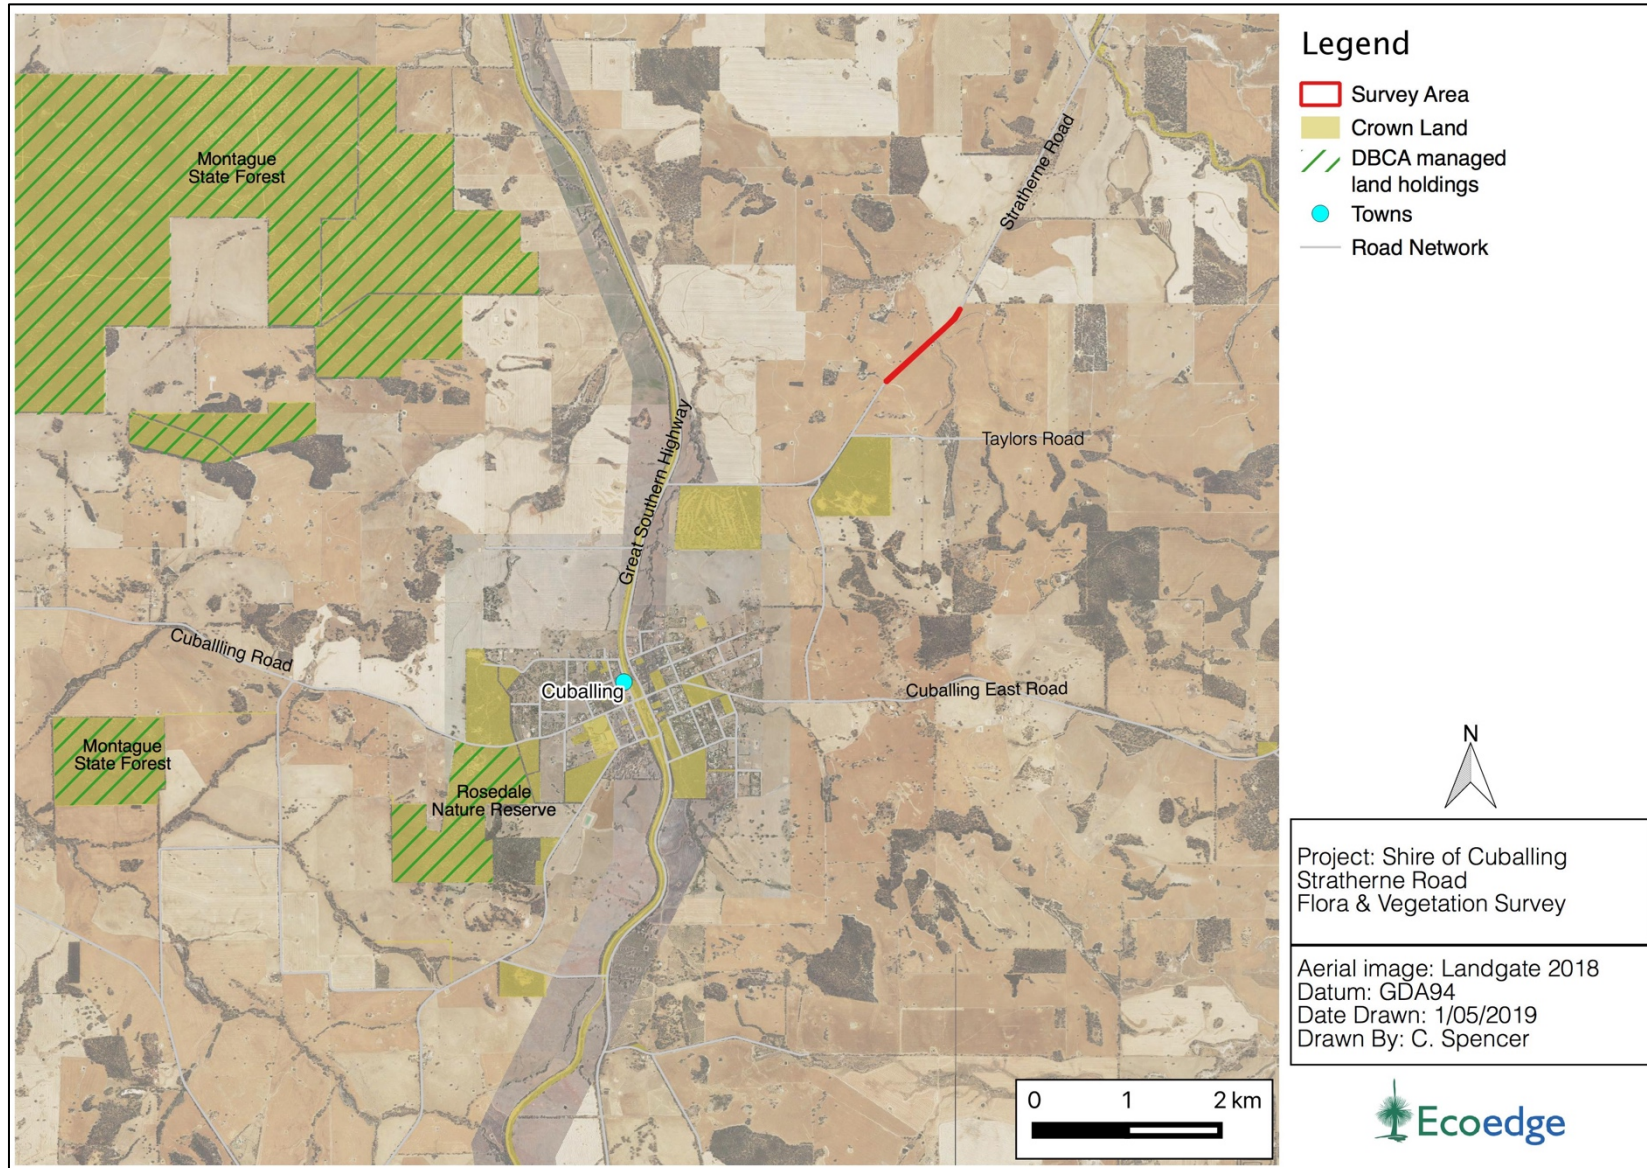 Legend
Survey Area
Crown Land
DBCA managed
land holdings
Towns
Road Network
Montague
State Forest
Stratherne Road
Great Southern Highway
Taylors Road
Cuballling Road
Cuballing
Cuballing East Road
Montague
State Forest
Rosedale
Nature Reserve
N
Project: Shire of Cuballing
Stratherne Road
Flora & Vegetation Survey
Aerial image: Landgate 2018
Datum: GDA94
Date Drawn: 1/05/2019
Drawn By: C. Spencer
0 1 2 km
Ecoedge